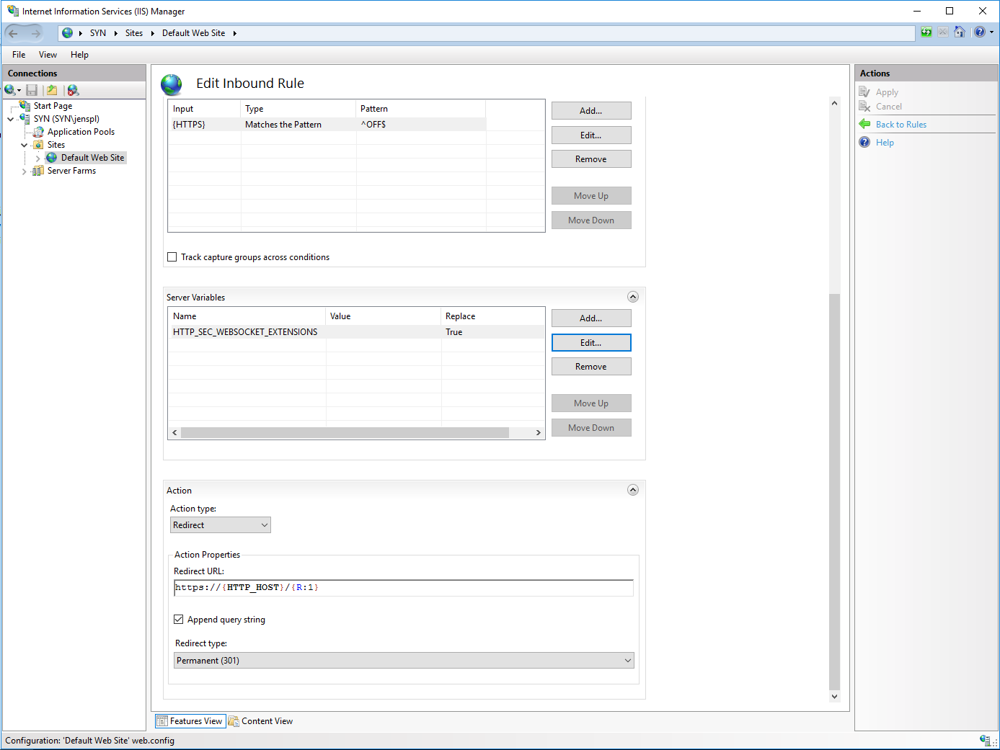 Internet Information Services (IIS) Manager
SYN Sites Default Web Site
File View Help
Connections
Start Page
SYN (SYN\jenspl)
Application Pools
Sites
Default Web Site
Server Farms
Edit Inbound Rule
Input Type Pattern
{HTTPS} Matches the Pattern ^OFF$
Add...
Edit...
Remove
Move Up
Move Down
Track capture groups across conditions
Server Variables
Name Value Replace
HTTP_SEC_WEBSOCKET_EXTENSIONS True
Add...
Edit...
Remove
Move Up
Move Down
Action
Action type:
Redirect
Action Properties
Redirect URL:
https://{HTTP_HOST}/{R:1}
Append query string
Redirect type:
Permanent (301)
Features View Content View
Actions
Apply
Cancel
Back to Rules
Help
Configuration: 'Default Web Site' web.config